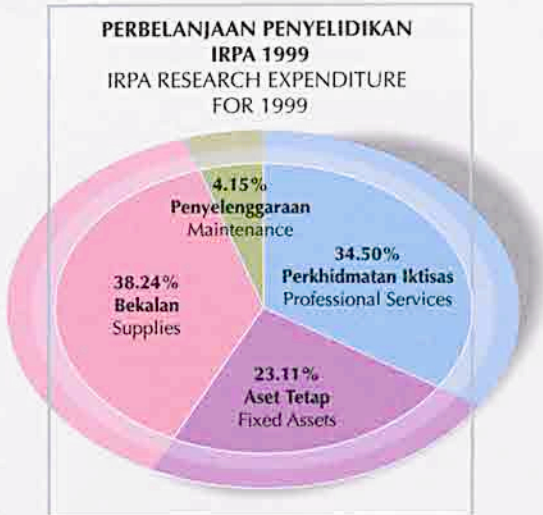 PERBELANJAAN PENYELIDIKAN
IRPA 1999
IRPA RESEARCH EXPENDITURE
FOR 1999
4.15%
Penyelenggaraan
Maintenance
34.50%
Perkhidmatan Iktisas
Professional Services
38.24%
Bekalan
Supplies
23.11%
Aset Tetap
Fixed Assets